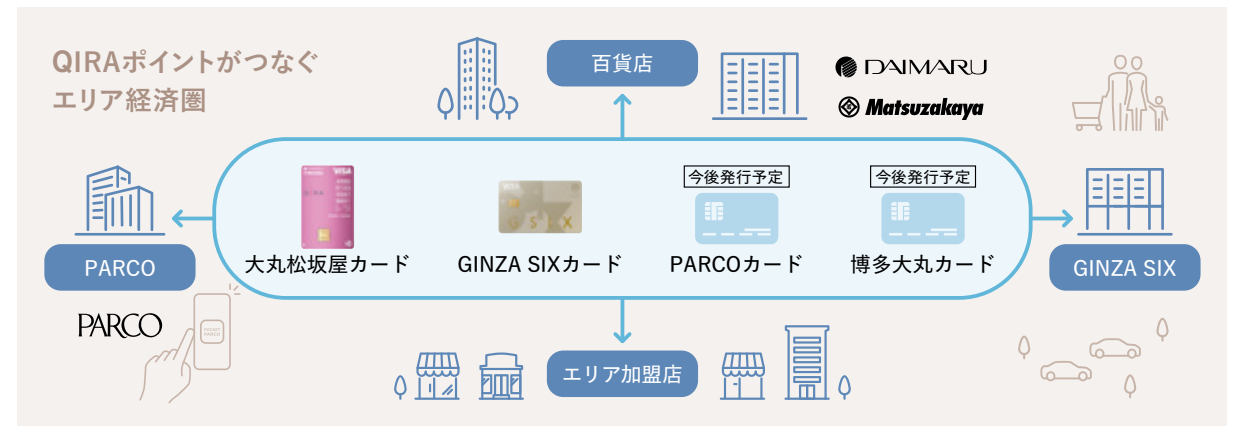 QIRAポイントがつなぐ
エリア経済圏
百貨店
DAIMARU
Matsuzakaya
今後発行予定
今後発行予定
VISA
大丸松坂屋カード
GINZA SIXカード
PARCOカード
博多大丸カード
PARCO
GINZA SIX
PARCO
POCKET
PARCO
エリア加盟店